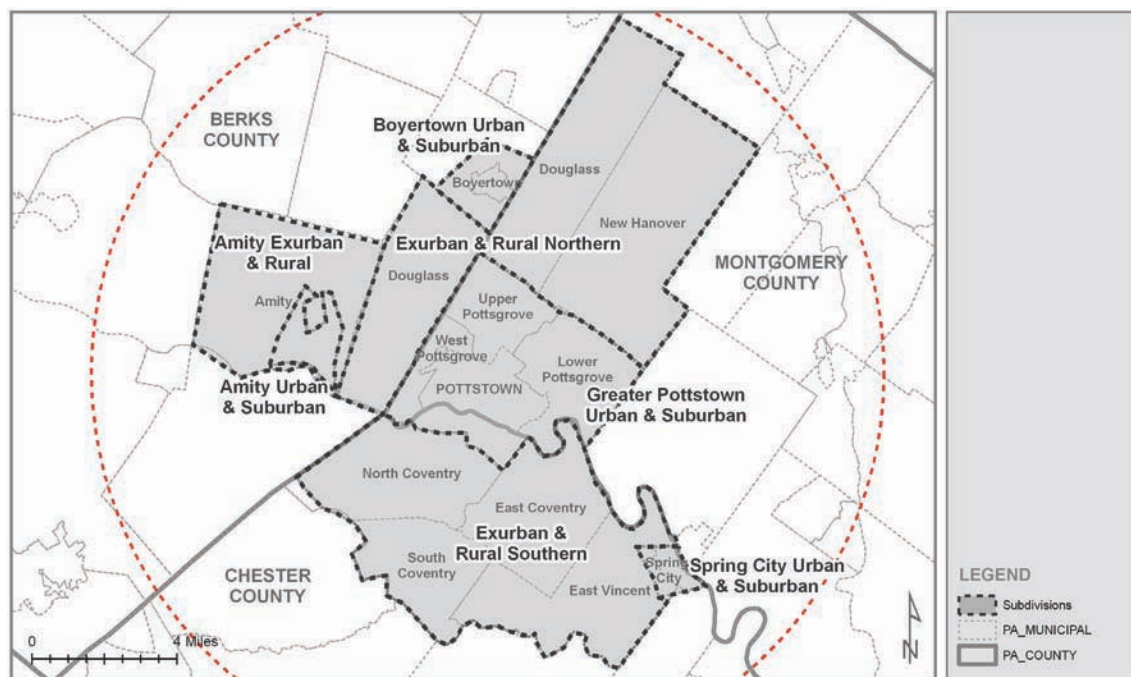 BERKS
COUNTY
Boyertown Urban
& Suburban
Boyertown
Douglass
New Hanover
Amity Exurban
& Rural
Exurban & Rural Northern
MONTGOMERY
COUNTY
Douglass
Amity
Upper
Pottsgrove
West
Pottsgrove
Lower
Pottsgrove
POTTSTOWN
Amity Urban
& Suburban
Greater Pottstown
Urban & Suburban
North Coventry
East Coventry
Exurban &
Rural Southern
South
Coventry
Spring
City
Spring City Urban
& Suburban
East Vincent
CHESTER
COUNTY
0 4 Miles
N
LEGEND
Subdivisions
PA_MUNICIPAL
PA_COUNTY